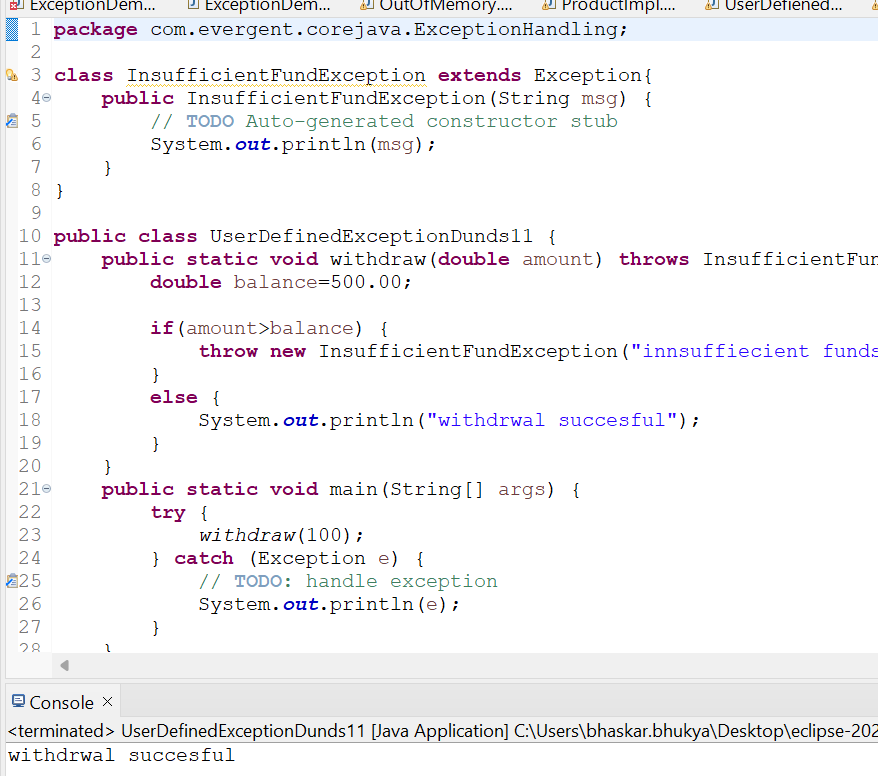 ExceptionDem... ExceptionDem... OutOfMemory.... ProductImpl.... UserDefiened...
1 package com.evergent.corejava.ExceptionHandling;
2
3 class InsufficientFundException extends Exception{
4 public InsufficientFundException(String msg) {
5 // TODO Auto-generated constructor stub
6 System.out.println(msg);
7 }
8 }
9
10 public class UserDefinedExceptionDunds11 {
11 public static void withdraw(double amount) throws InsufficientFun
12 double balance=500.00;
13
14 if(amount>balance) {
15 throw new InsufficientFundException("innsuffiecient funds
16 }
17 else {
18 System.out.println("withdrwal succesful");
19 }
20 }
21 public static void main(String[] args) {
22 try {
23 withdraw(100);
24 } catch (Exception e) {
25 // TODO: handle exception
26 System.out.println(e);
27 }
28 }
Console
<terminated> UserDefinedExceptionDunds11 [Java Application] C:\Users\bhaskar.bhukya\Desktop\eclipse-202
withdrwal succesful